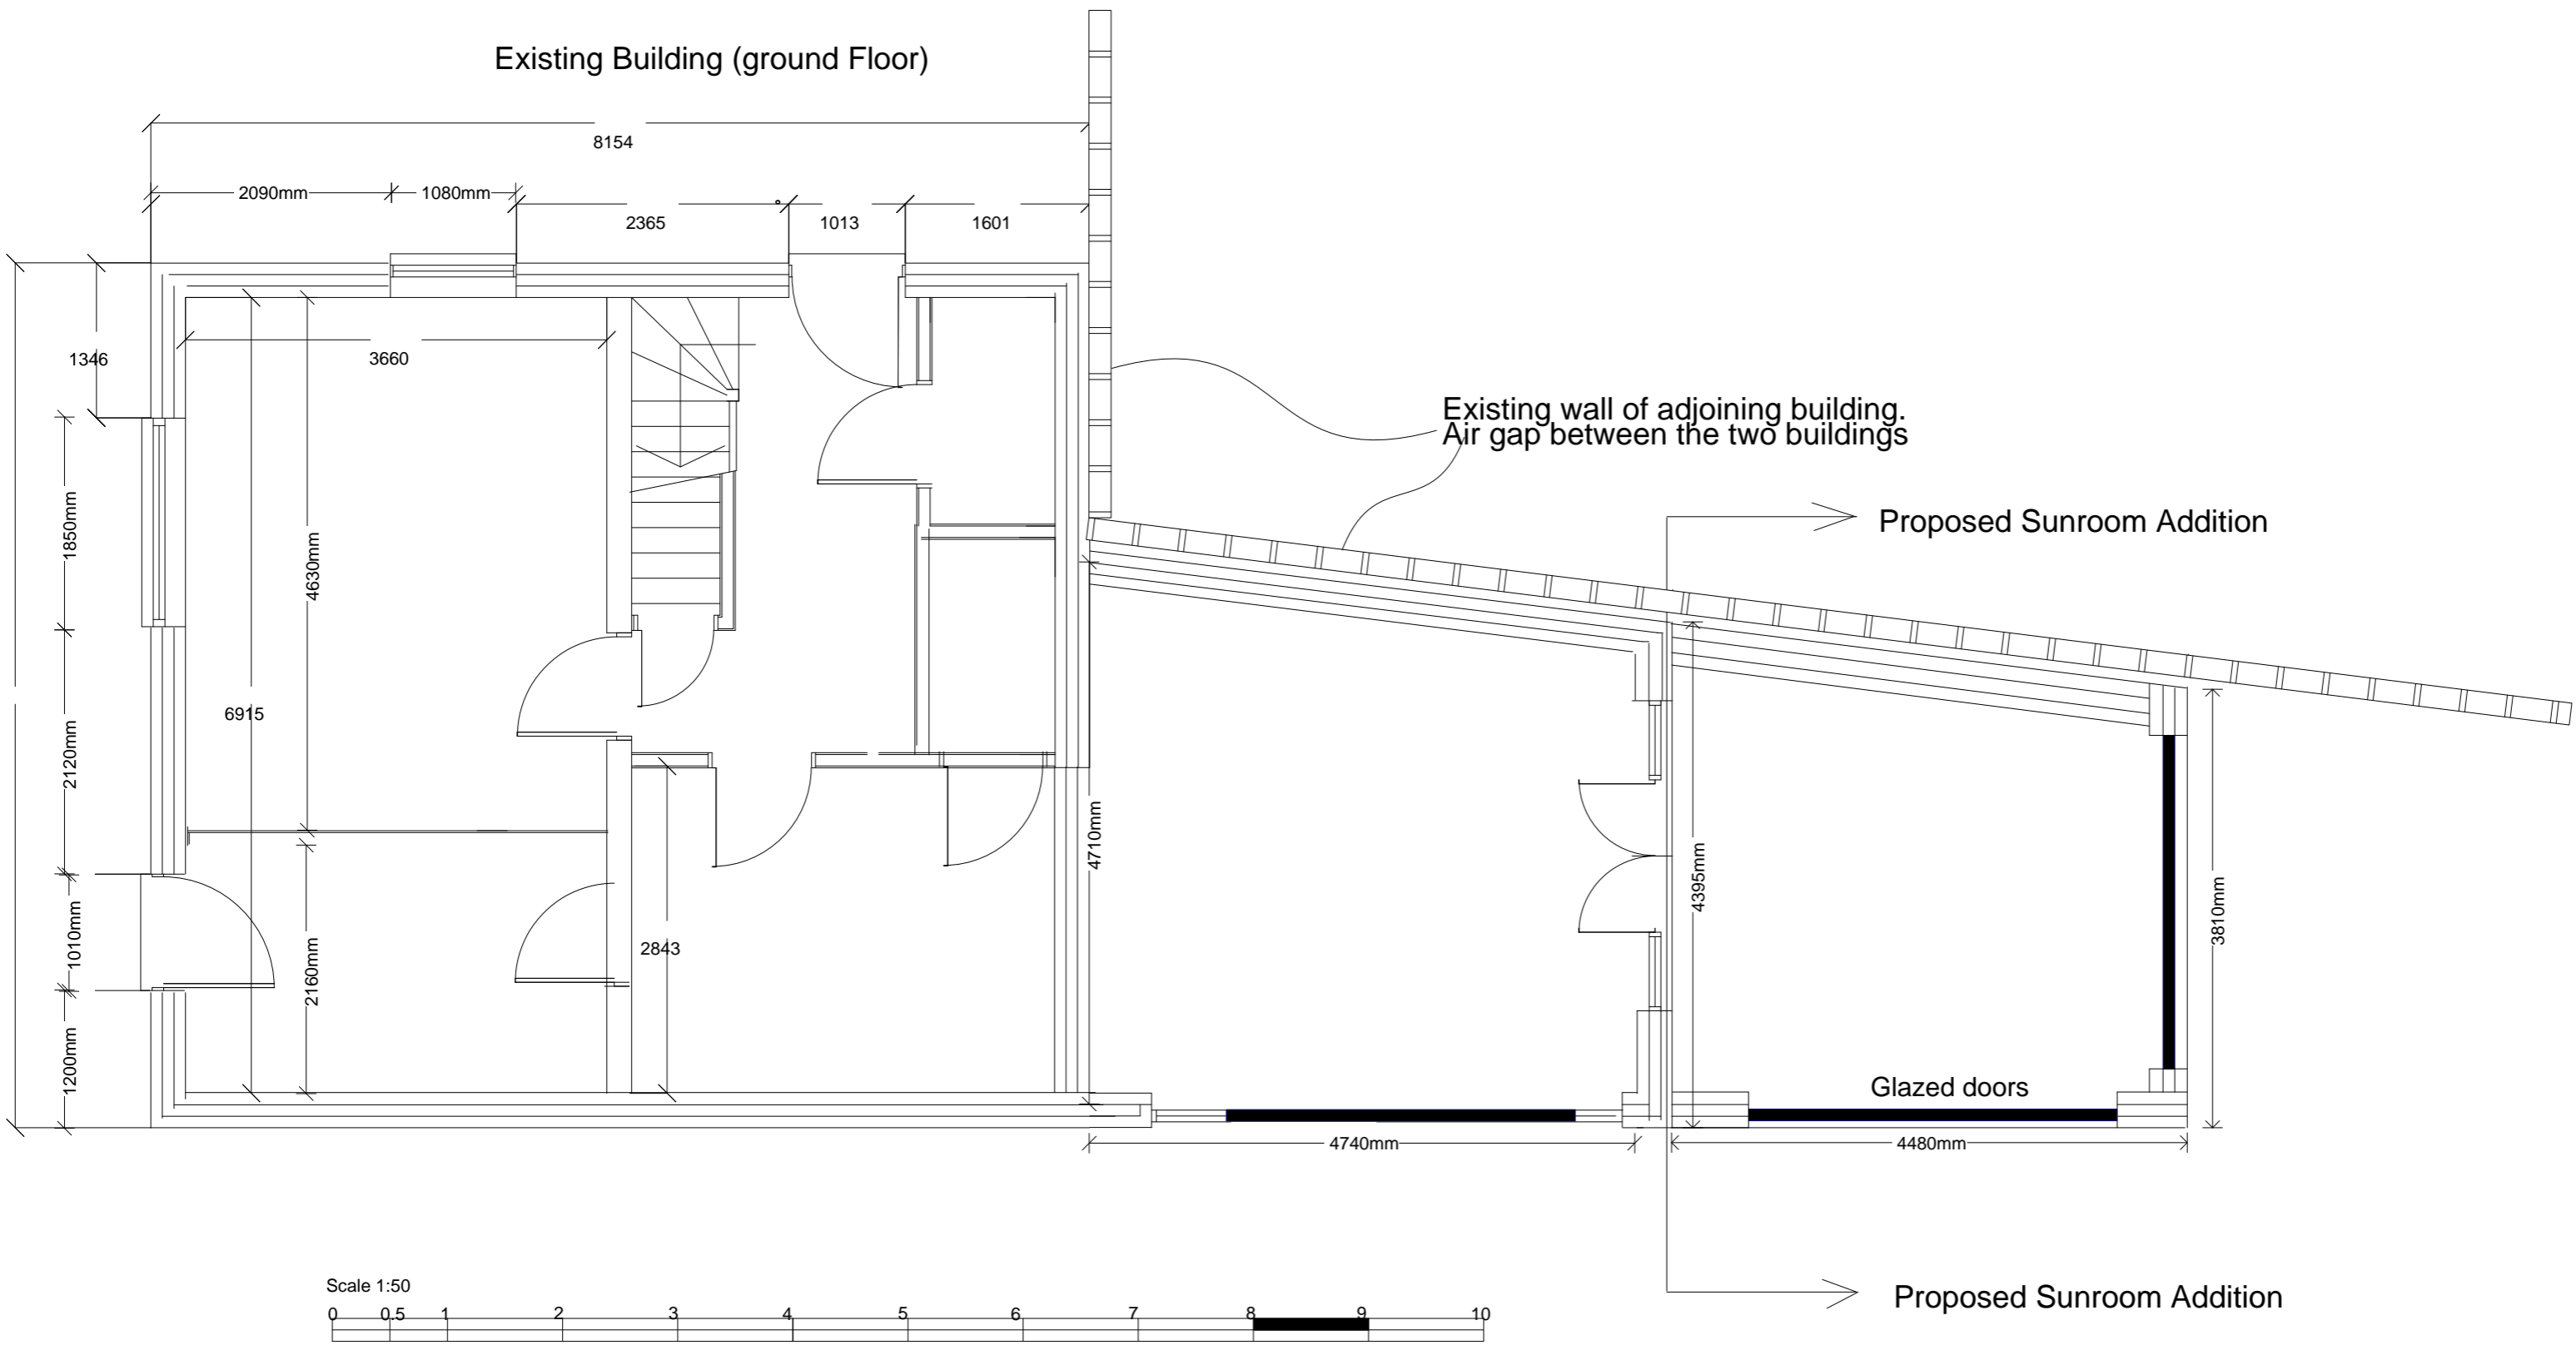 Existing Building (ground Floor)
8154
2090mm
1080mm
2365
1013
1601
1346
3660
Existing wall of adjoining building.
Air gap between the two buildings
1850mm
4630mm
Proposed Sunroom Addition
6915
2120mm
4710mm
4395mm
3810mm
1010mm
2160mm
2843
1200mm
Glazed doors
4740mm
4480mm
Scale 1:50
0 0.5 1 2 3 4 5 6 7 8 9 10
Proposed Sunroom Addition